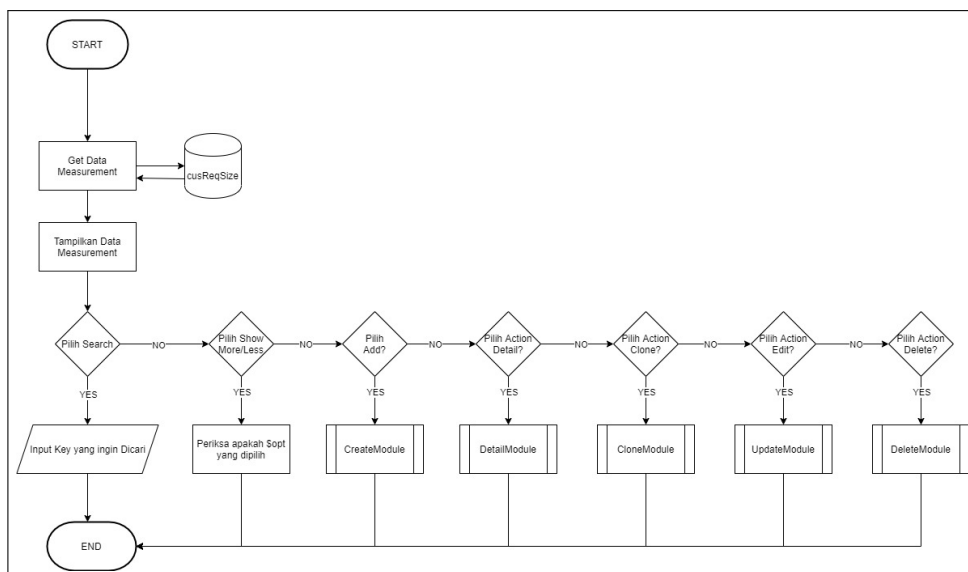 START
Get Data
Measurement
cusReqSize
Tampilkan Data
Measurement
Pilih Search
NO
Pilih Show
More/Less
NO
Pilih
Add?
NO
Pilih Action
Detail?
NO
Pilih Action
Clone?
NO
Pilih Action
Edit?
NO
Pilih Action
Delete?
YES
YES
YES
YES
YES
YES
YES
Input Key yang ingin Dicari
Periksa apakah $opt
yang dipilih
CreateModule
DetailModule
CloneModule
UpdateModule
DeleteModule
END